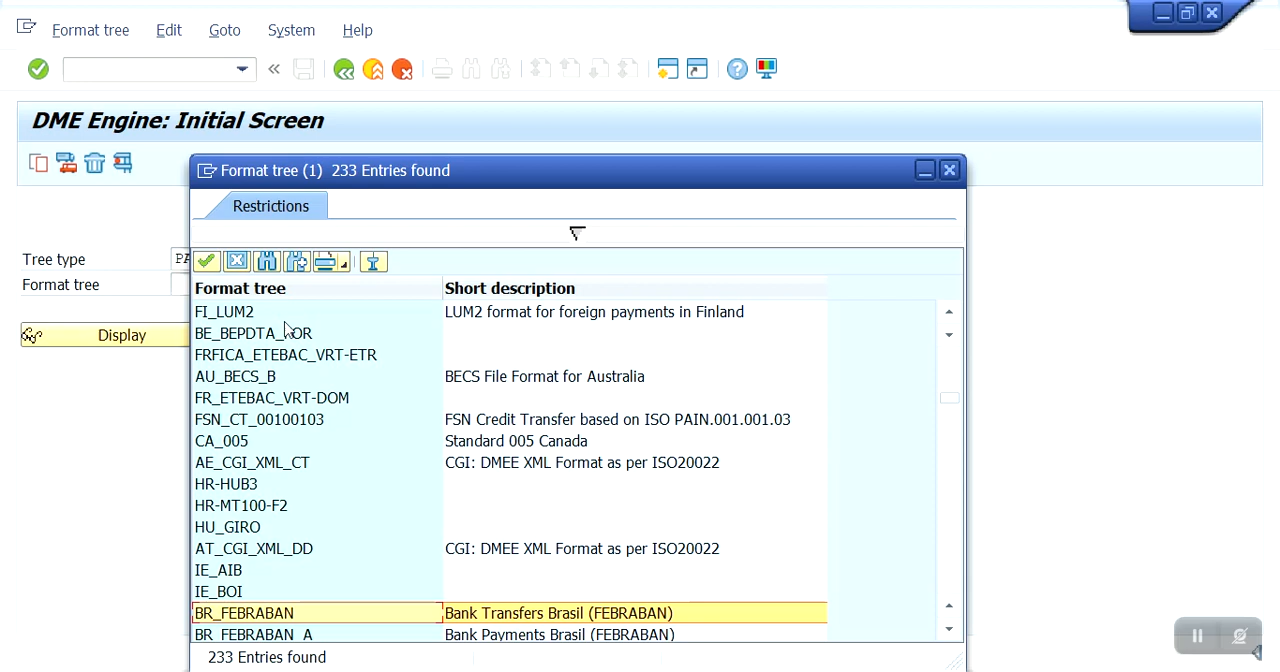 Format tree Edit Goto System Help
DME Engine: Initial Screen
Format tree (1) 233 Entries found
Restrictions
Tree type PA
Format tree
Display
Format tree Short description
FI_LUM2 LUM2 format for foreign payments in Finland
BE_BEPDTA_FOR
FRFICA_ETEBAC_VRT-ETR
AU_BECS_B BECS File Format for Australia
FR_ETEBAC_VRT-DOM
FSN_CT_00100103 FSN Credit Transfer based on ISO PAIN.001.001.03
CA_005 Standard 005 Canada
AE_CGI_XML_CT CGI: DMEE XML Format as per ISO20022
HR-HUB3
HR-MT100-F2
HU_GIRO
AT_CGI_XML_DD CGI: DMEE XML Format as per ISO20022
IE_AIB
IE_BOI
BR_FEBRABAN Bank Transfers Brasil (FEBRABAN)
BR_FEBRABAN_A Bank Payments Brasil (FEBRABAN)
233 Entries found